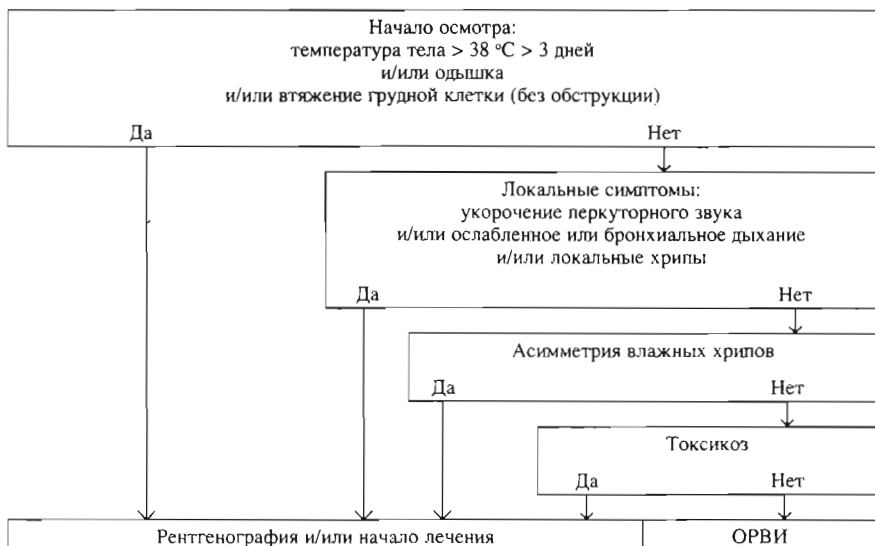 Начало осмотра:
температура тела > 38 °С > 3 дней
и/или одышка
и/или втяжение грудной клетки (без обструкции)
Да Нет
Локальные симптомы:
укорочение перкуторного звука
и/или ослабленное или бронхиальное дыхание
и/или локальные хрипы
Да Нет
Асимметрия влажных хрипов
Да Нет
Токсикоз
Да Нет
Рентгенография и/или начало лечения ОРВИ